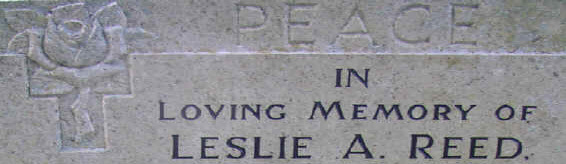 PEACE
IN
LOVING MEMORY OF
LESLIE A. REED.